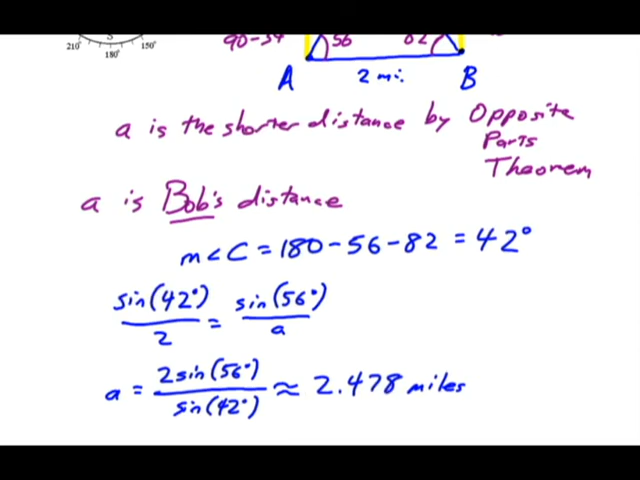 S
210° 150°
180°
90-34 56 82
A 2 mi. B
a is the shorter distance by Opposite
Parts
Theorem
a is Bob's distance
m<C = 180 - 56 - 82 = 42°
sin(42°) / 2 = sin(56°) / a
a = 2sin(56°) / sin(42°) ≈ 2.478 miles